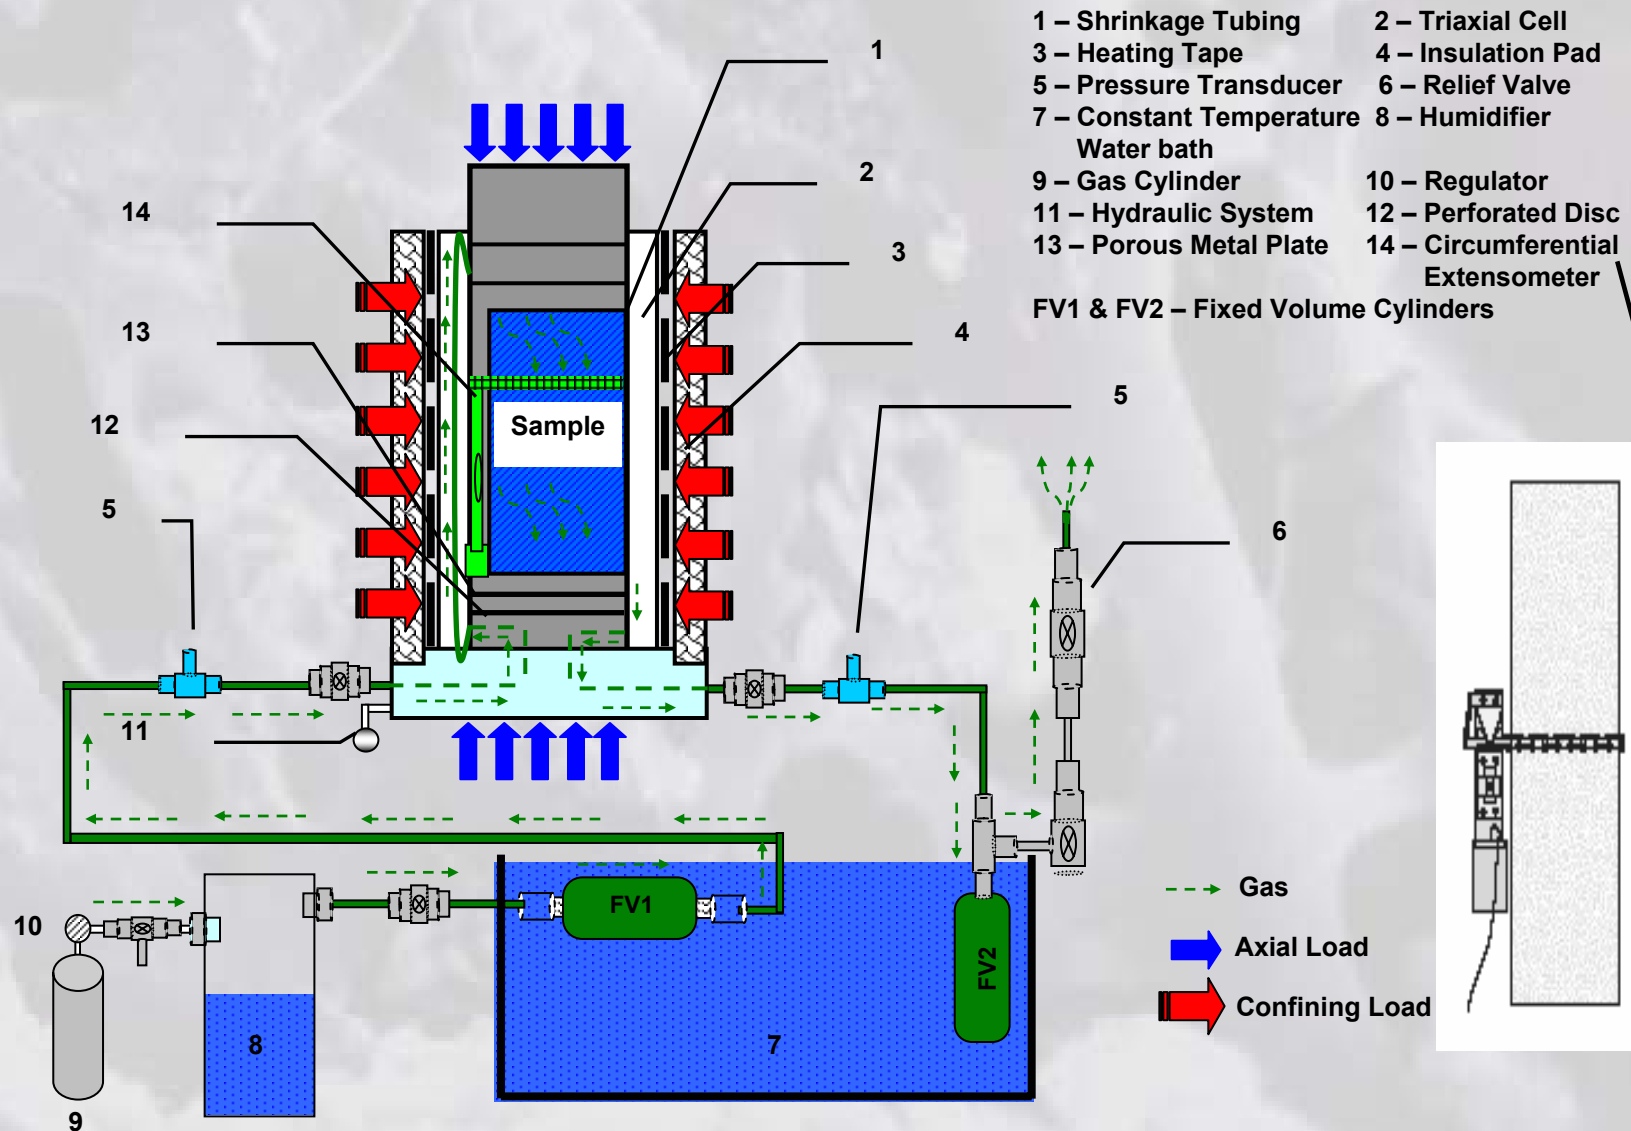 1 – Shrinkage Tubing 2 – Triaxial Cell
3 – Heating Tape 4 – Insulation Pad
5 – Pressure Transducer 6 – Relief Valve
7 – Constant Temperature 8 – Humidifier
Water bath
9 – Gas Cylinder 10 – Regulator
11 – Hydraulic System 12 – Perforated Disc
13 – Porous Metal Plate 14 – Circumferential
Extensometer
FV1 & FV2 – Fixed Volume Cylinders
1
2
14
3
13
4
5
12
Sample
5
6
11
FV1
Gas
10
Axial Load
FV2
Confining Load
8
7
9